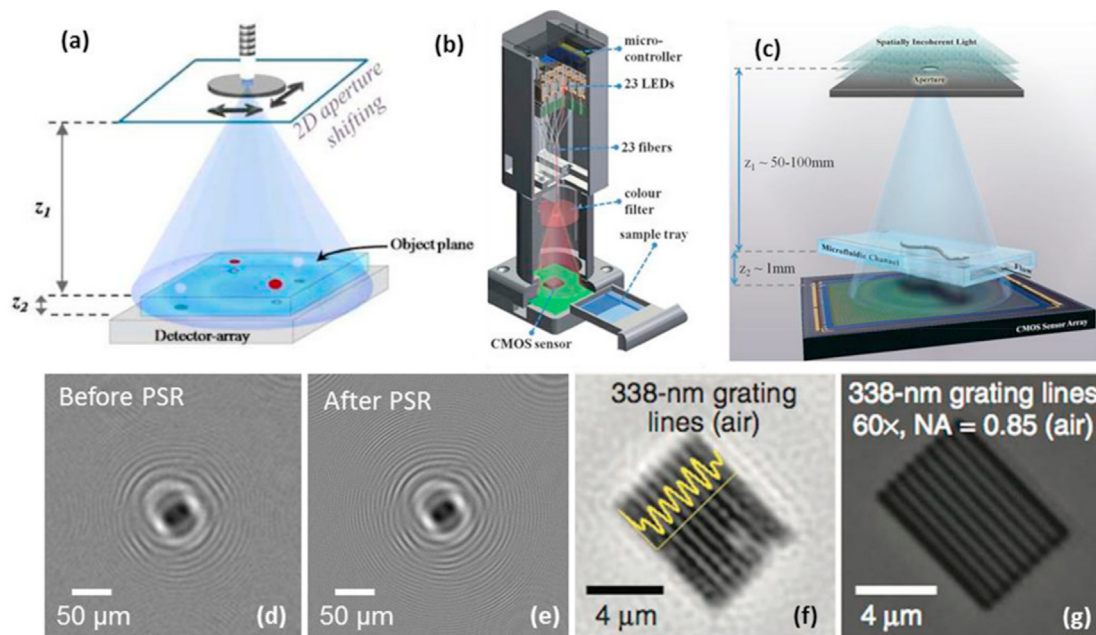 (a)
2D aperture
shifting
z1
Object plane
z2
Detector-array
(b)
micro-
controller
23 LEDs
23 fibers
colour
filter
sample tray
CMOS sensor
(c)
Spatially Incoherent Light
Aperture
z1 ~ 50-100mm
Microfluidic Channel
Flow
z2 ~ 1mm
CMOS Sensor Array
Before PSR
50 µm
(d)
After PSR
50 µm
(e)
338-nm grating
lines (air)
4 µm
(f)
338-nm grating lines
60×, NA = 0.85 (air)
4 µm
(g)